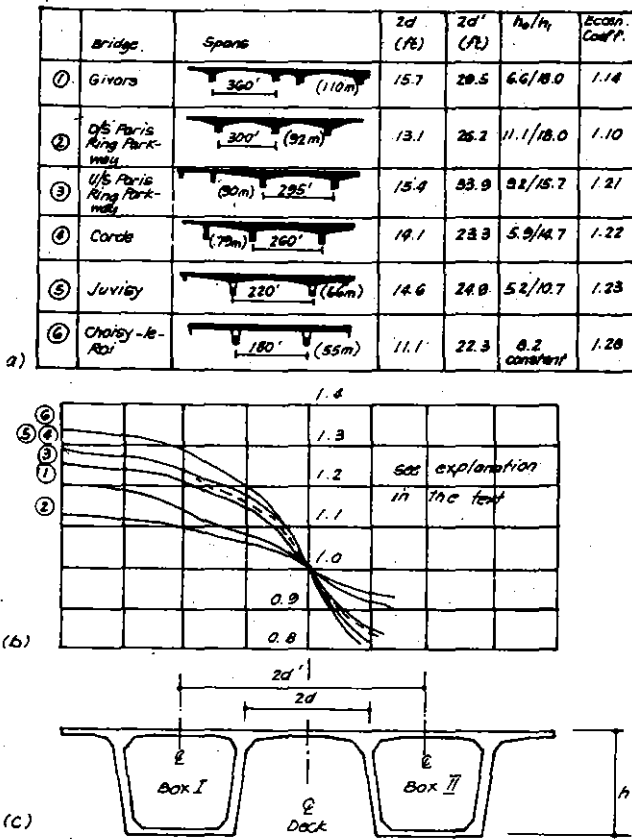 Bridge. Spans 2d (ft) 2d' (ft) h₀/h₁ Econ. Coeff.
① Givors 360' (110m) 15.7 29.5 6.6/18.0 1.14
② D/S Paris Ring Park-way 300' (92m) 13.1 26.2 11.1/18.0 1.10
③ U/S Paris Ring Park-way (90m) 295' 15.4 33.9 9.2/15.7 1.21
④ Corde (79m) 260' 14.1 23.3 5.9/14.7 1.22
⑤ Juvisy 220' (66m) 14.6 24.9 5.2/10.7 1.23
⑥ Choisy-le-Roi 180' (55m) 11.1 22.3 8.2 constant 1.28
a)
1.4
⑥
⑤ ④ 1.3
③
① 1.2 see explanation
in the text
② 1.1
1.0
0.9
0.8
(b)
2d'
2d
℄ ℄
Box I Box II h
℄
Deck
(c)